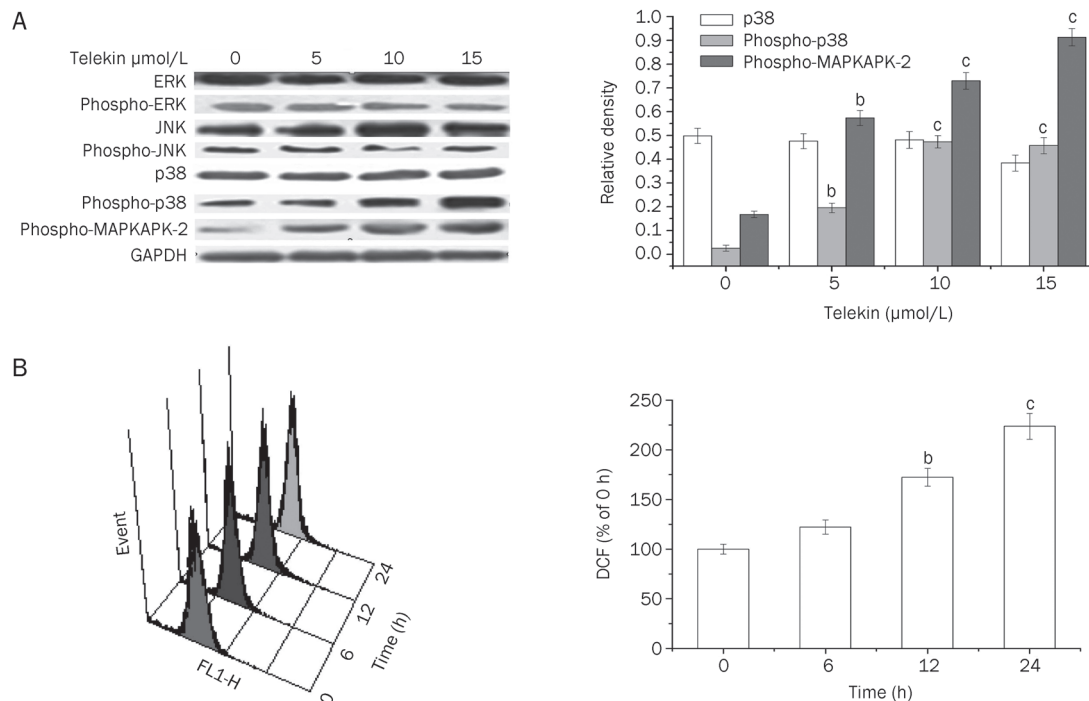 A
Telekin µmol/L 0 5 10 15
ERK
Phospho-ERK
JNK
Phospho-JNK
p38
Phospho-p38
Phospho-MAPKAPK-2
GAPDH
p38
Phospho-p38
Phospho-MAPKAPK-2
1.0
0.9
0.8
0.7
0.6
0.5
0.4
0.3
0.2
0.1
0.0
Relative density
b b c c c c
0 5 10 15
Telekin (µmol/L)
B
Event
FL1-H
0 6 12 24
Time (h)
250
200
150
100
50
0
DCF (% of 0 h)
b c
0 6 12 24
Time (h)